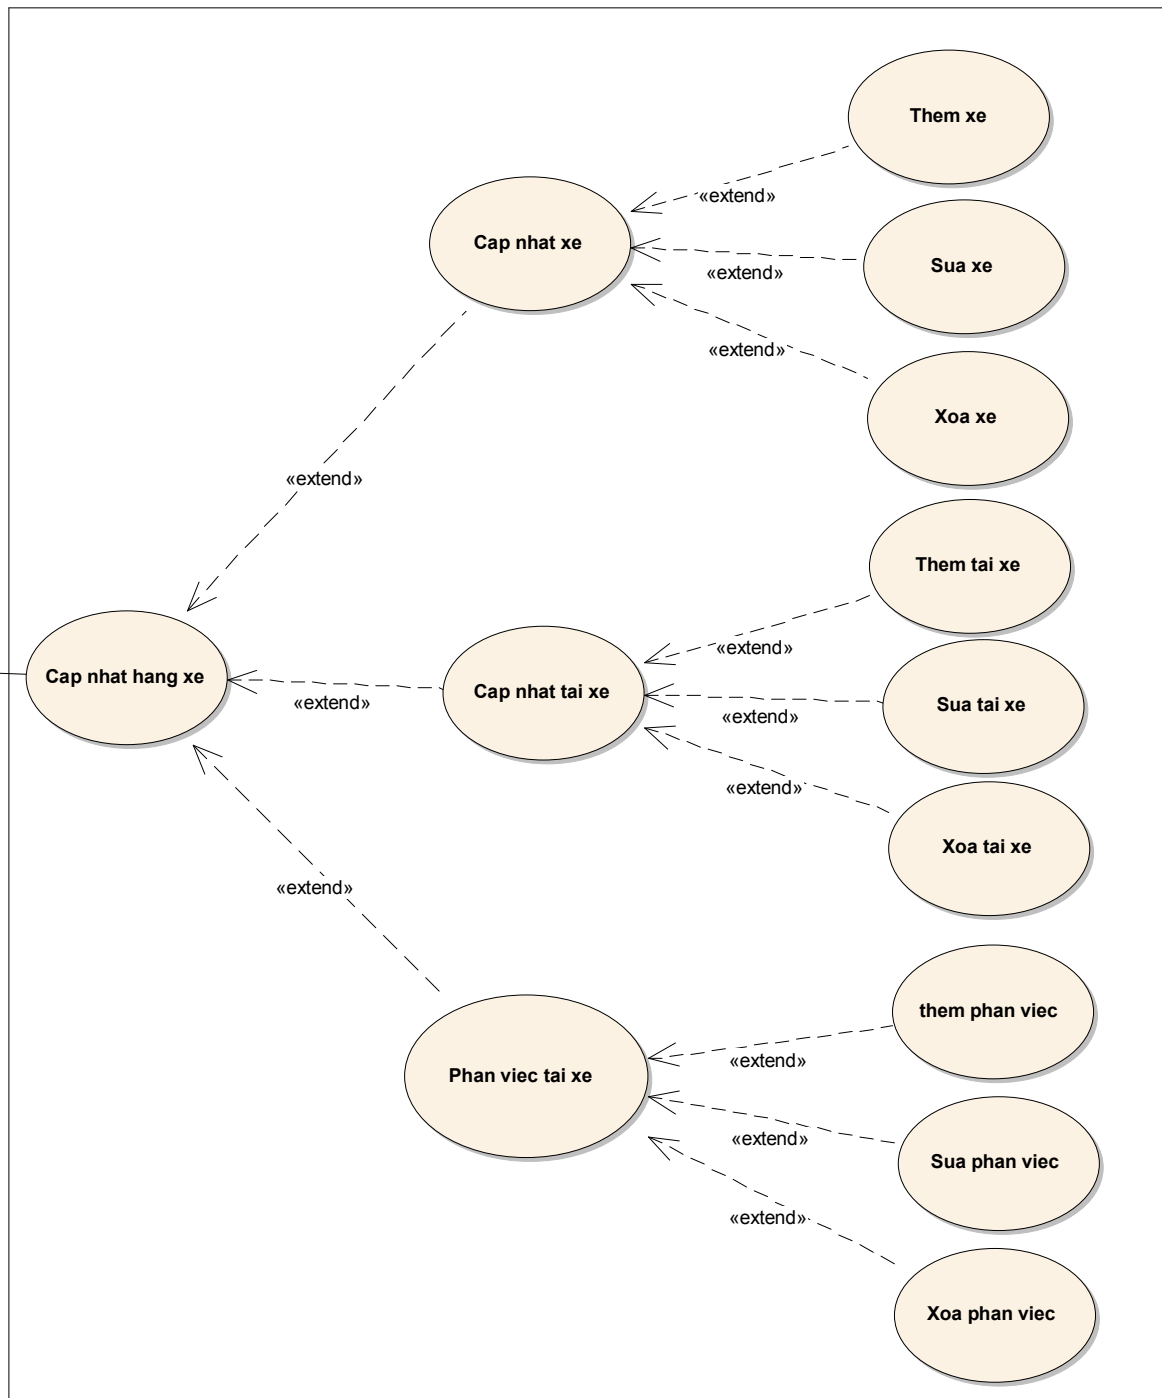 Them xe
«extend»
Cap nhat xe
Sua xe
«extend»
«extend»
Xoa xe
«extend»
Them tai xe
«extend»
Cap nhat hang xe
«extend»
Cap nhat tai xe
Sua tai xe
«extend»
«extend»
Xoa tai xe
«extend»
them phan viec
«extend»
Phan viec tai xe
«extend»
Sua phan viec
«extend»
Xoa phan viec